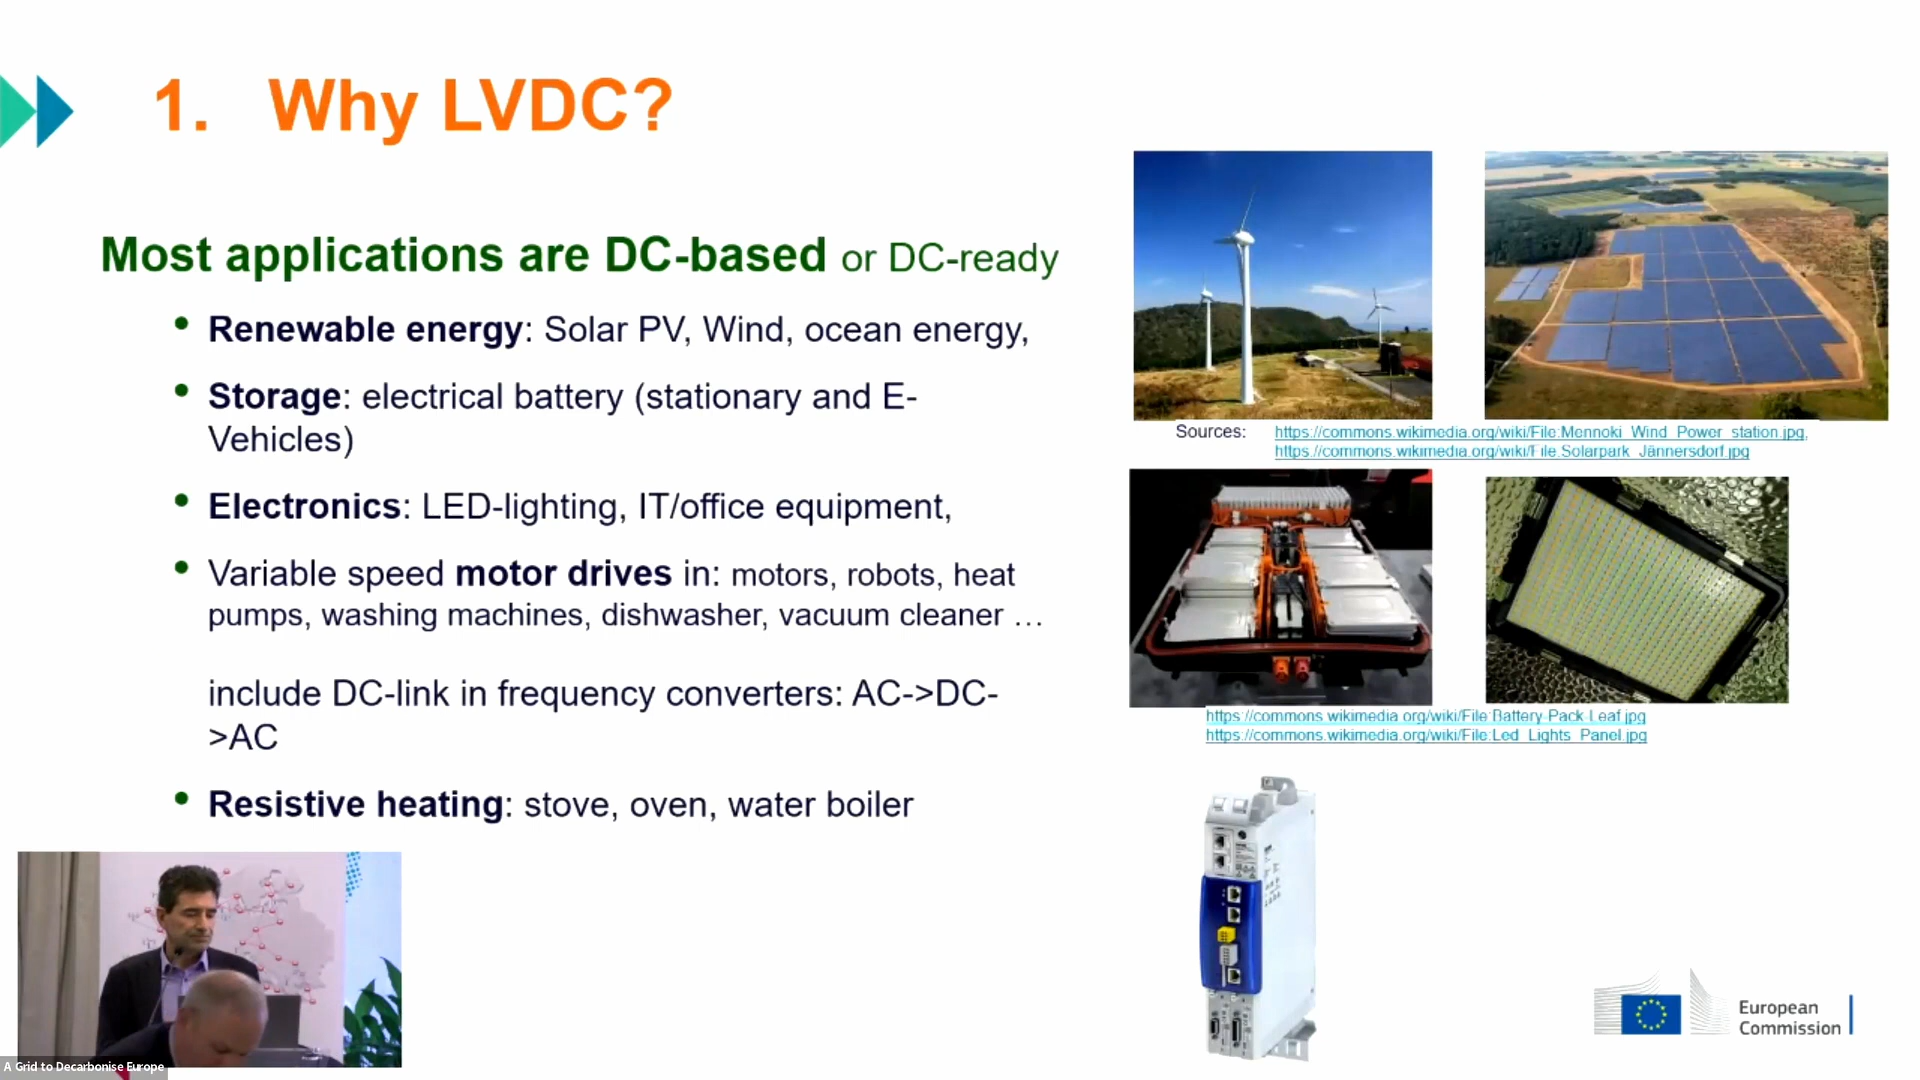 1. Why LVDC?
Most applications are DC-based or DC-ready
• Renewable energy: Solar PV, Wind, ocean energy,
• Storage: electrical battery (stationary and E-
Vehicles)
• Electronics: LED-lighting, IT/office equipment,
• Variable speed motor drives in: motors, robots, heat
pumps, washing machines, dishwasher, vacuum cleaner …
include DC-link in frequency converters: AC->DC-
>AC
• Resistive heating: stove, oven, water boiler
Sources: https://commons.wikimedia.org/wiki/File:Mennoki_Wind_Power_station.jpg,
https://commons.wikimedia.org/wiki/File:Solarpark_Jännersdorf.jpg
https://commons.wikimedia.org/wiki/File:Battery-Pack-Leaf.jpg
https://commons.wikimedia.org/wiki/File:Led_Lights_Panel.jpg
European
Commission
A Grid to Decarbonise Europe